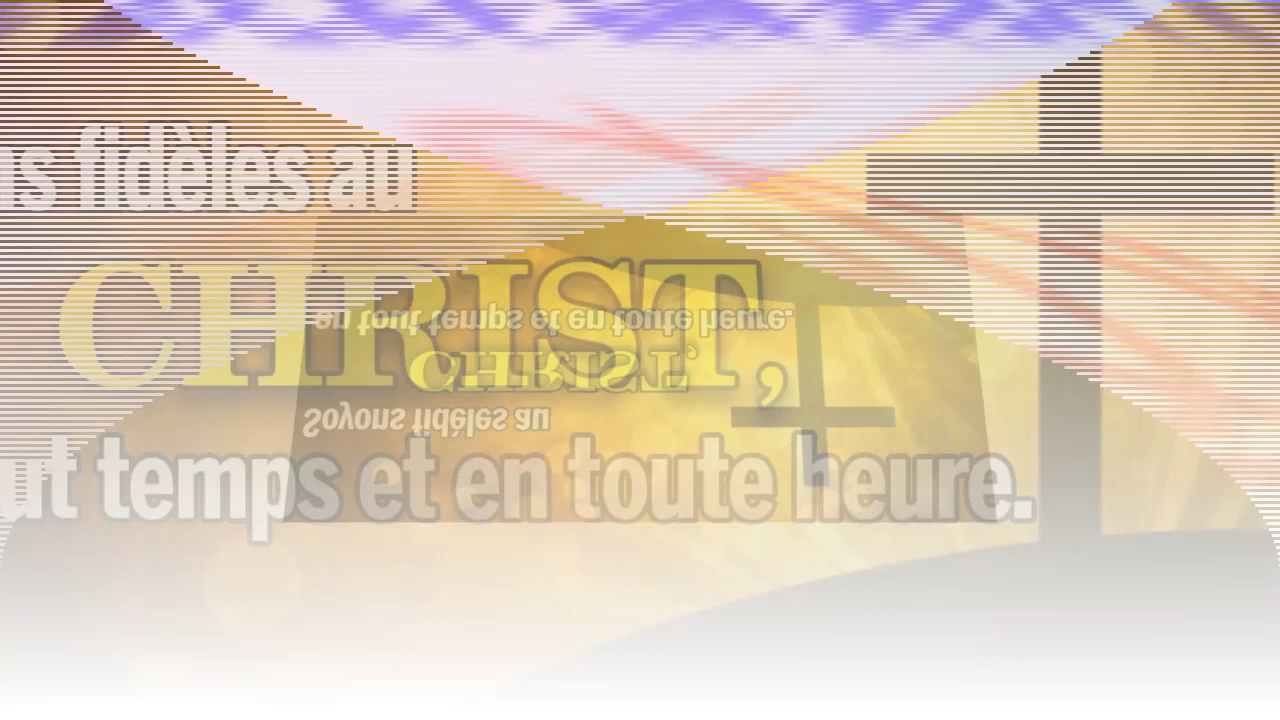 s fidèles au
CHRIST,
ut temps et en toute heure.
en tout temps et en toute heure.
CHRIST,
Soyons fidèles au